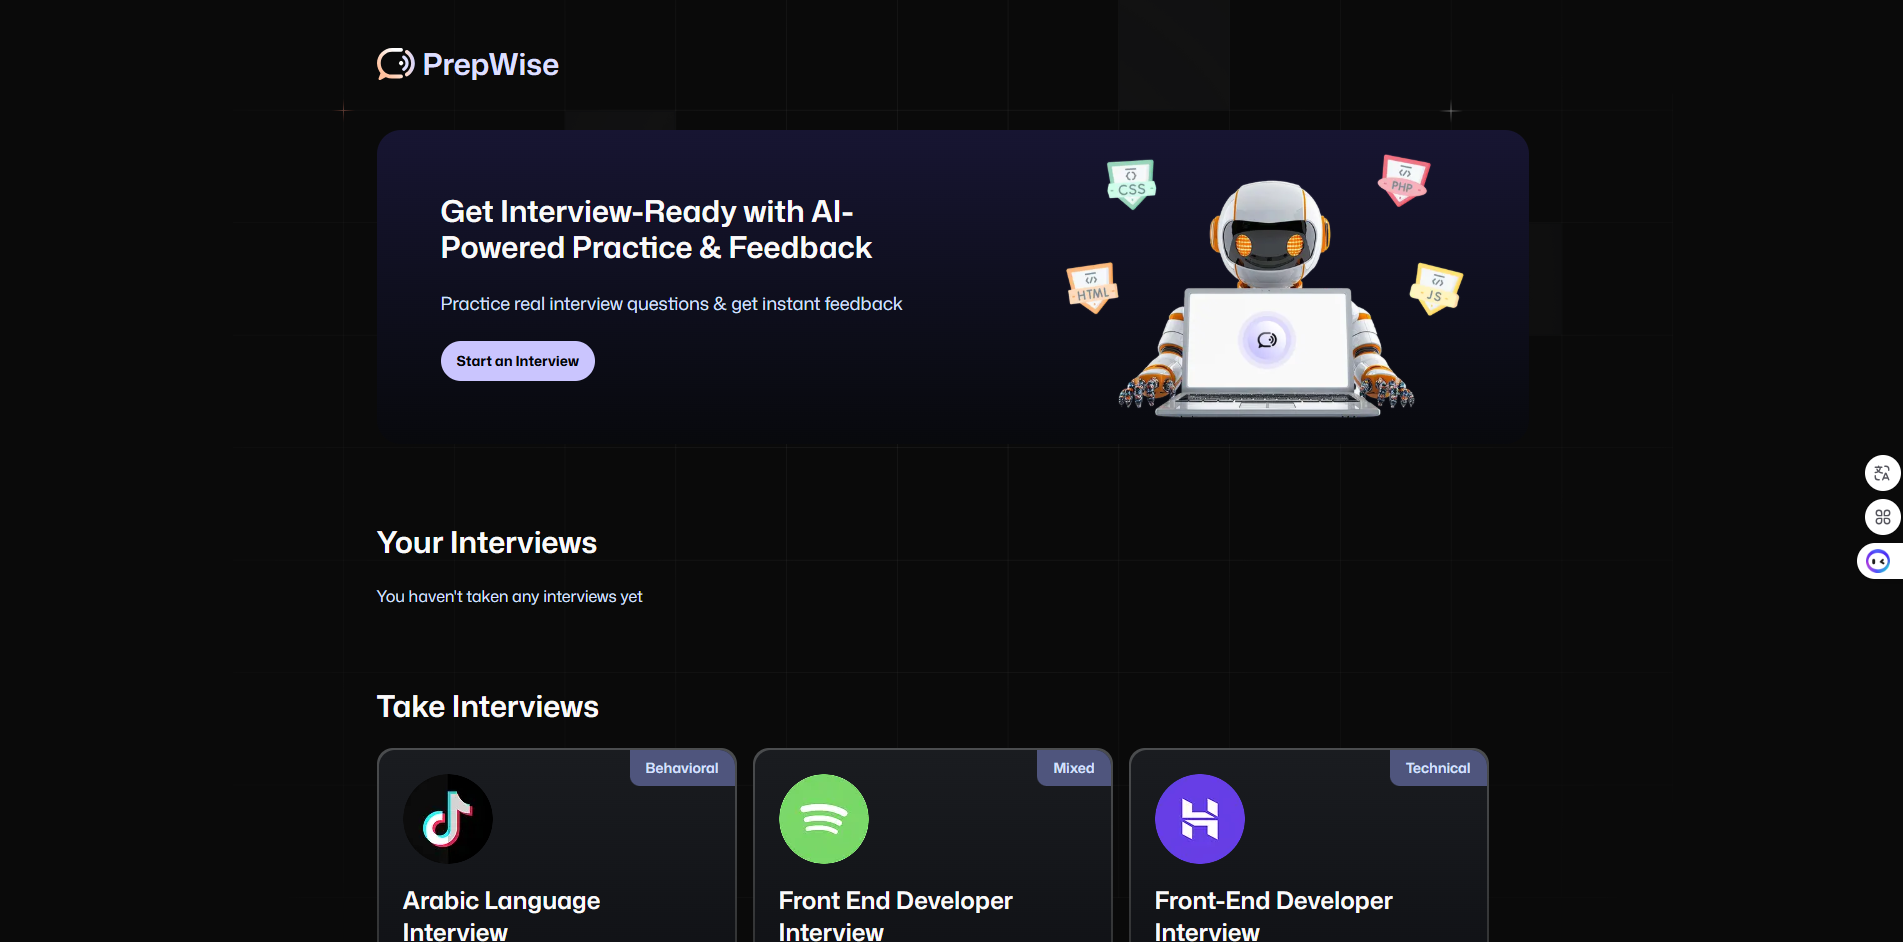 PrepWise
Get Interview-Ready with AI-
Powered Practice & Feedback
Practice real interview questions & get instant feedback
Start an Interview
CSS
PHP
HTML
JS
Your Interviews
You haven't taken any interviews yet
Take Interviews
Behavioral
Arabic Language
Interview
Mixed
Front End Developer
Interview
Technical
Front-End Developer
Interview